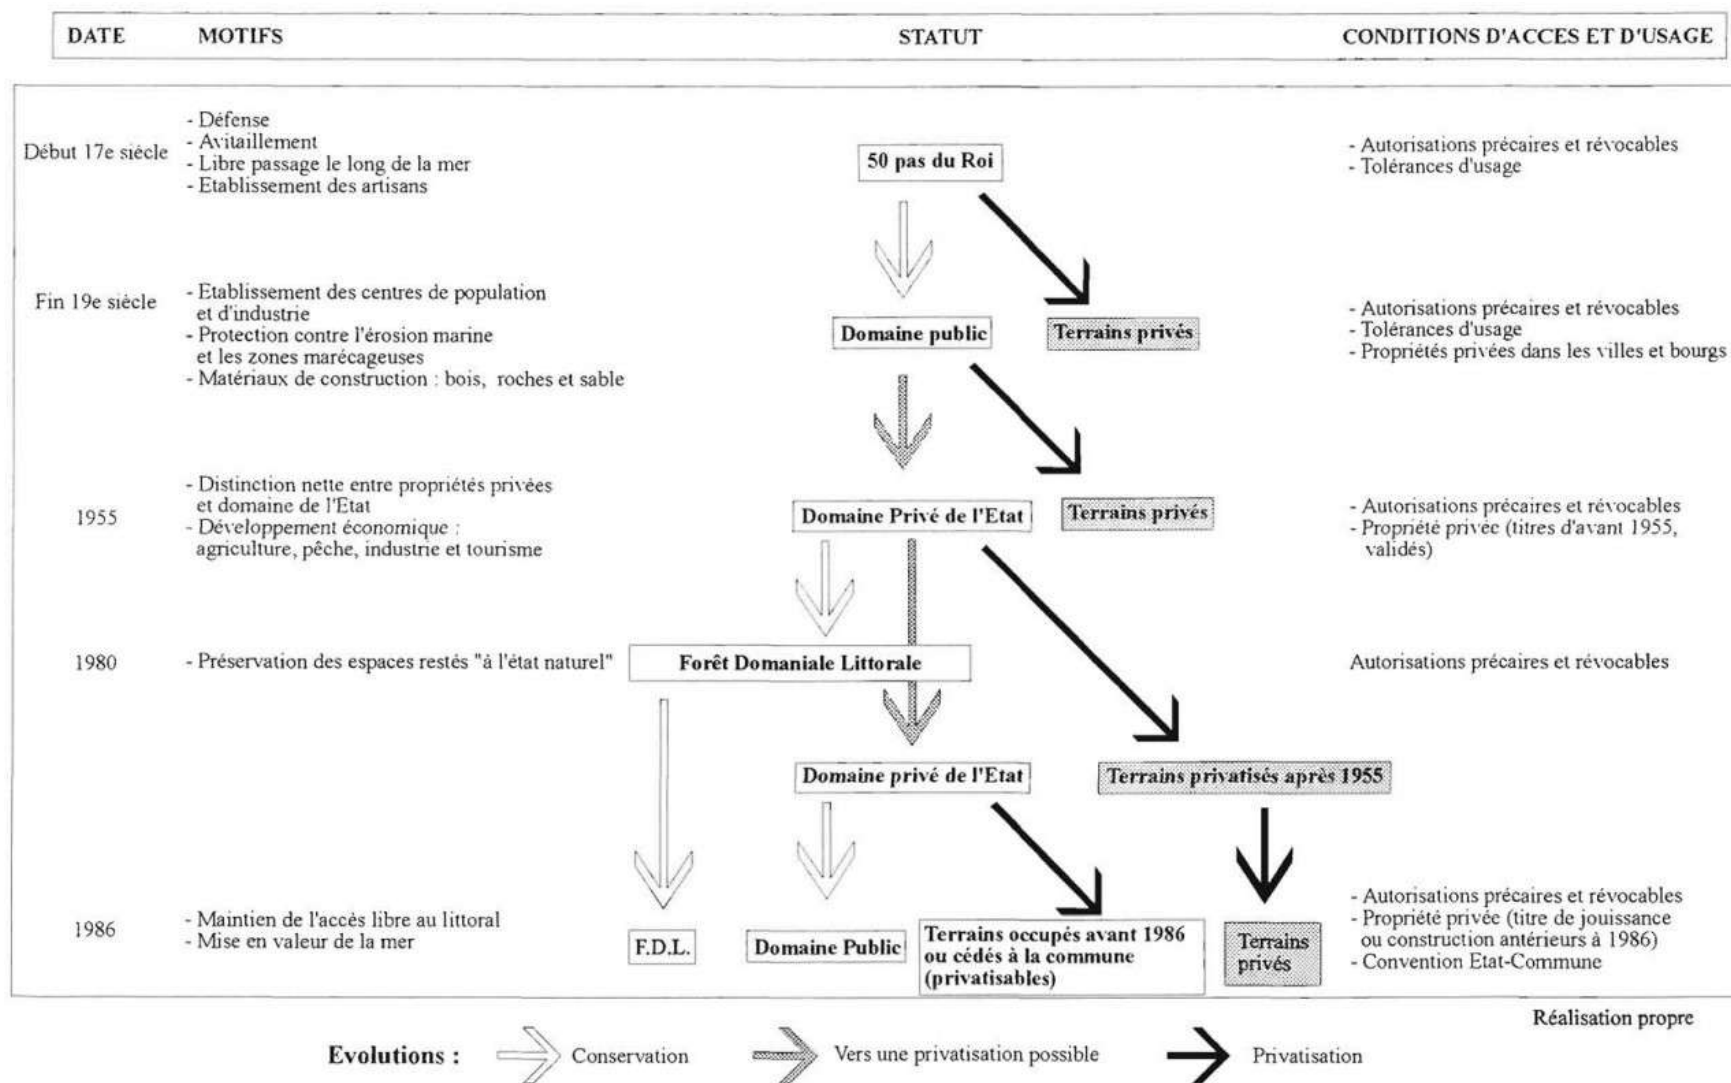 DATE MOTIFS STATUT CONDITIONS D'ACCES ET D'USAGE
Début 17e siècle
- Défense
- Avitaillement
- Libre passage le long de la mer
- Etablissement des artisans
50 pas du Roi
- Autorisations précaires et révocables
- Tolérances d'usage
Fin 19e siècle
- Etablissement des centres de population
et d'industrie
- Protection contre l'érosion marine
et les zones marécageuses
- Matériaux de construction : bois, roches et sable
Domaine public
Terrains privés
- Autorisations précaires et révocables
- Tolérances d'usage
- Propriétés privées dans les villes et bourgs
1955
- Distinction nette entre propriétés privées
et domaine de l'Etat
- Développement économique :
agriculture, pêche, industrie et tourisme
Domaine Privé de l'Etat
Terrains privés
- Autorisations précaires et révocables
- Propriété privée (titres d'avant 1955,
validés)
1980
- Préservation des espaces restés "à l'état naturel"
Forêt Domaniale Littorale
Autorisations précaires et révocables
Domaine privé de l'Etat
Terrains privatisés après 1955
1986
- Maintien de l'accès libre au littoral
- Mise en valeur de la mer
F.D.L.
Domaine Public
Terrains occupés avant 1986
ou cédés à la commune
(privatisables)
Terrains
privés
- Autorisations précaires et révocables
- Propriété privée (titre de jouissance
ou construction antérieurs à 1986)
- Convention Etat-Commune
Réalisation propre
Evolutions : Conservation Vers une privatisation possible Privatisation